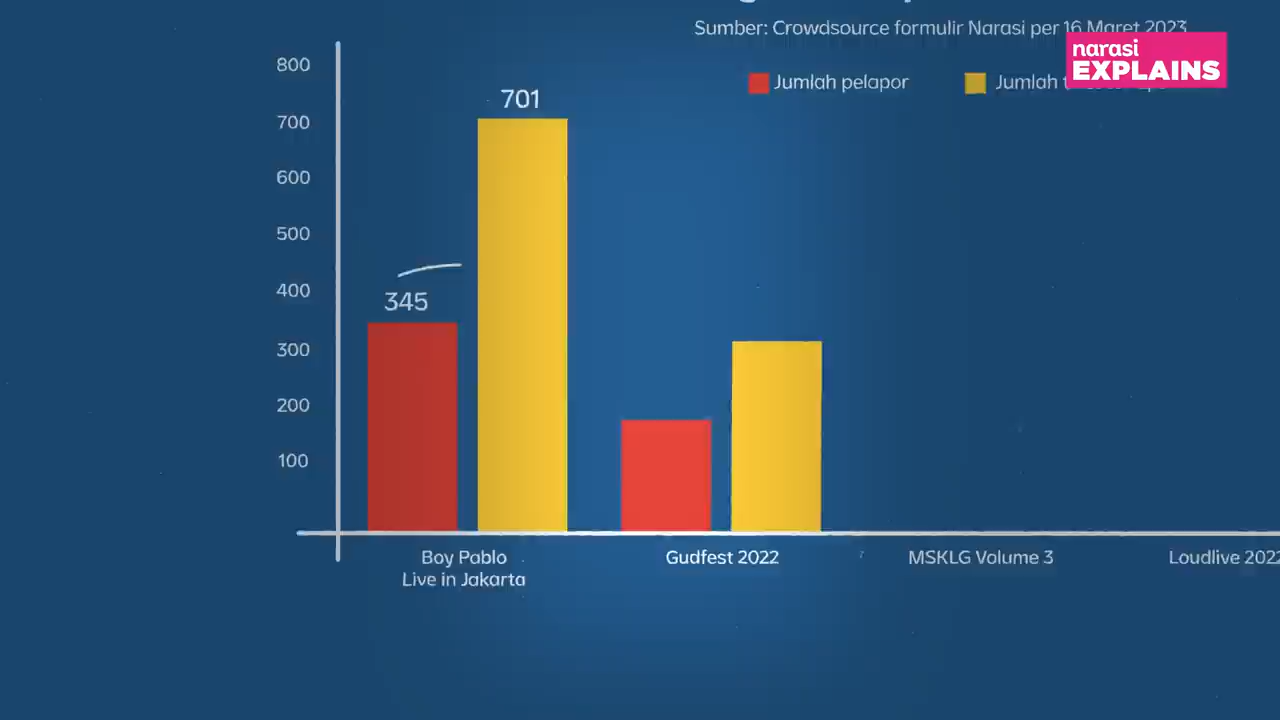 Sumber: Crowdsource formulir Narasi per 16 Maret 2023
narasi
EXPLAINS
Jumlah pelapor
Jumlah
800
700
600
500
400
300
200
100
701
345
Boy Pablo
Live in Jakarta
Gudfest 2022
MSKLG Volume 3
Loudlive 2022